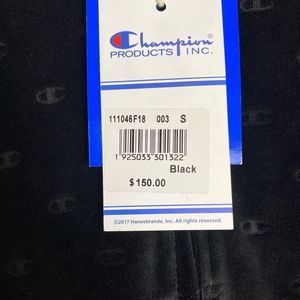 Champion
PRODUCTS INC.
111046F18 003 S
1 925033 301322
Black
$150.00
©2017 Hanesbrands, Inc. All rights reserved.